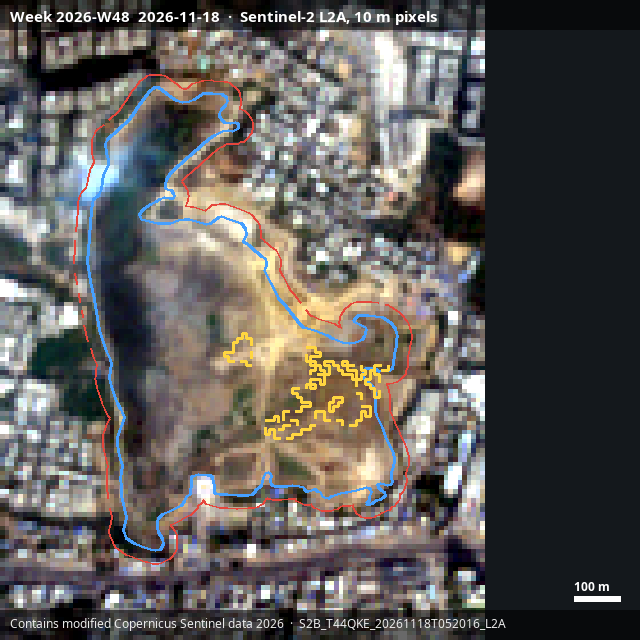 Week 2026-W48  2026-11-18  ·  Sentinel-2 L2A, 10 m pixels
100 m
Contains modified Copernicus Sentinel data 2026  ·  S2B_T44QKE_20261118T052016_L2A